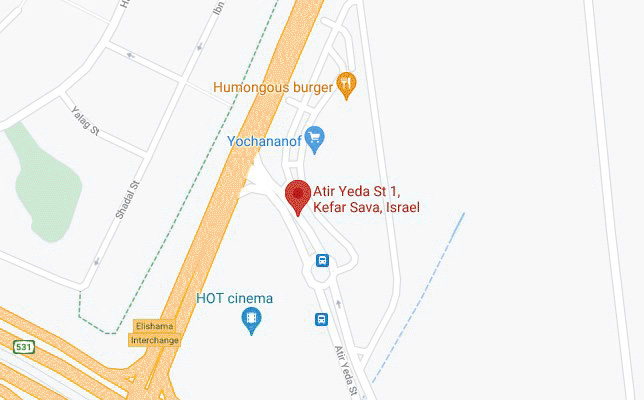 Ibn
Humongous burger
Yalag St
Yochananof
Atir Yeda St 1,
Kefar Sava, Israel
Shadal St
HOT cinema
Elishama
Interchange
531
Atir Yeda St